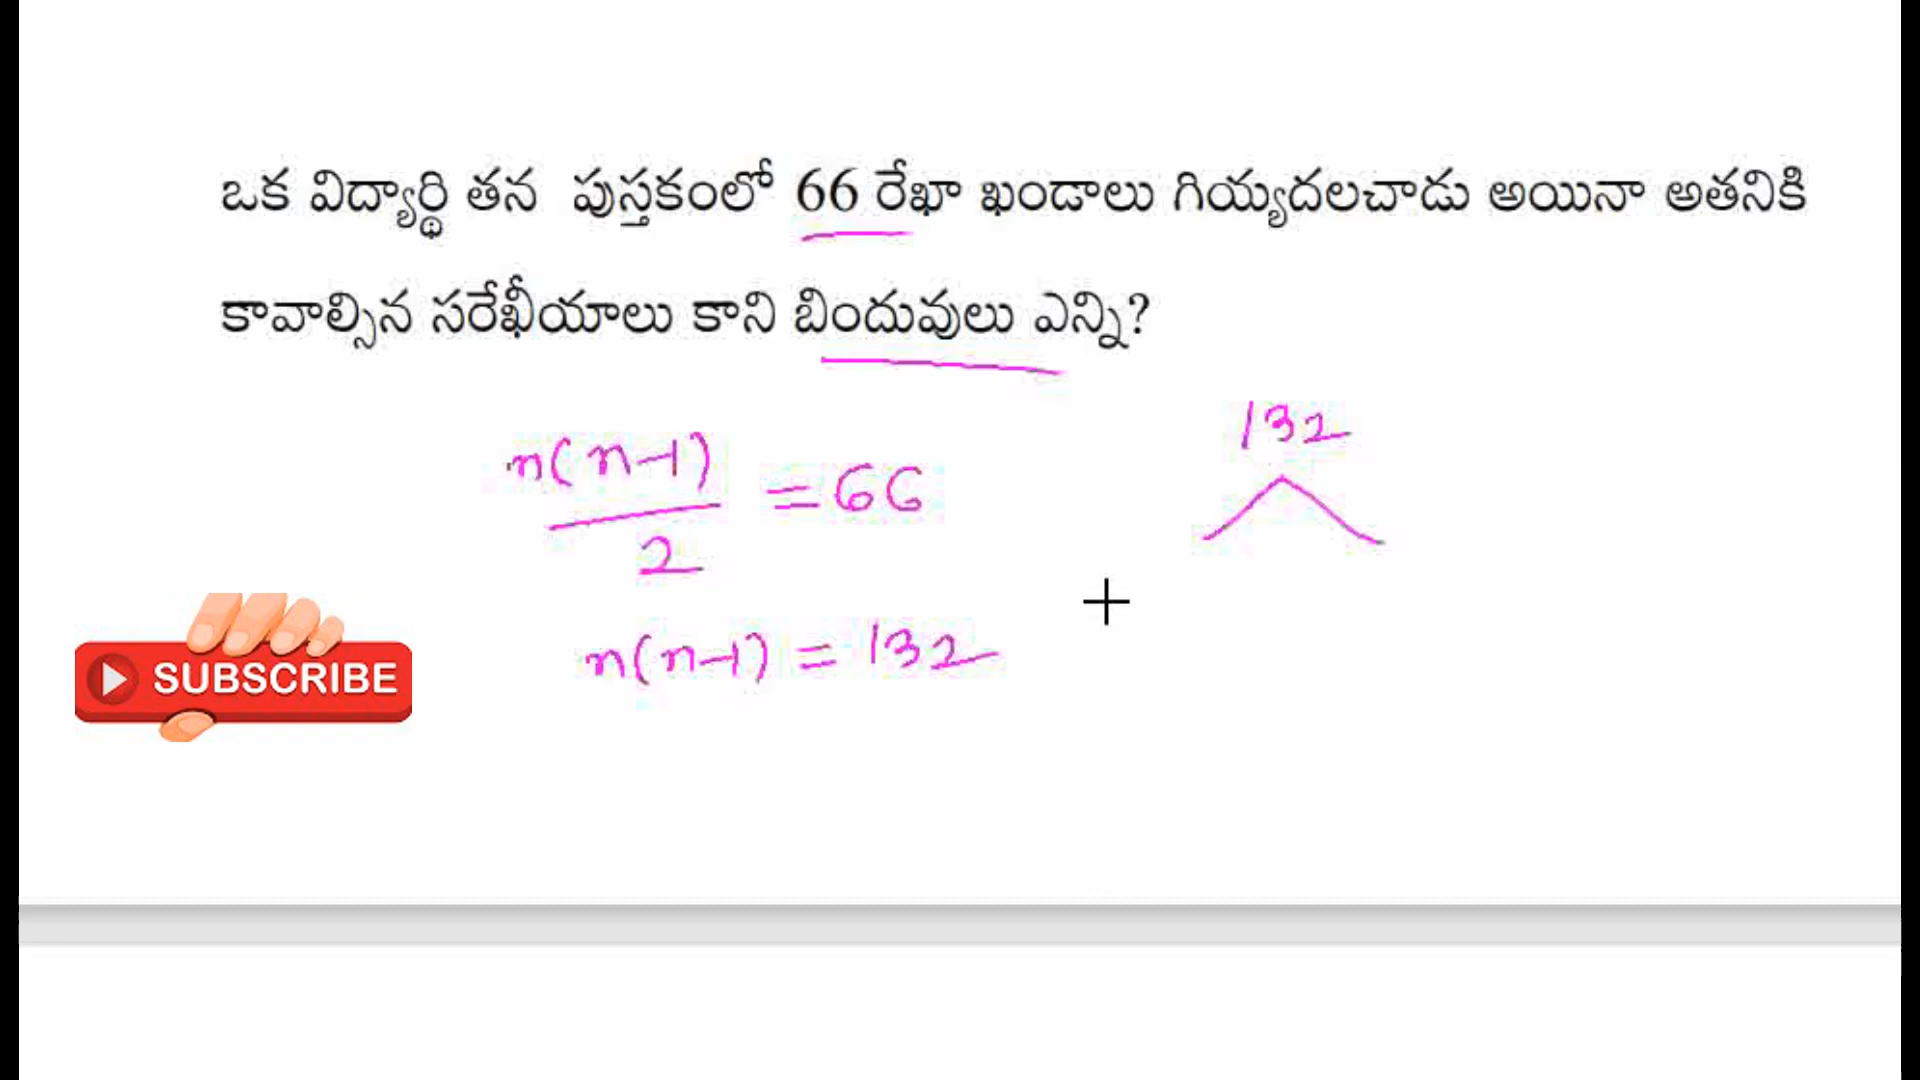 ఒక విద్యార్థి తన పుస్తకంలో 66 రేఖా ఖండాలు గియ్యదలచాడు అయినా అతనికి
కావాల్సిన సరేఖీయాలు కాని బిందువులు ఎన్ని?
132
n(n-1)
= 66
2
n(n-1) = 132
SUBSCRIBE